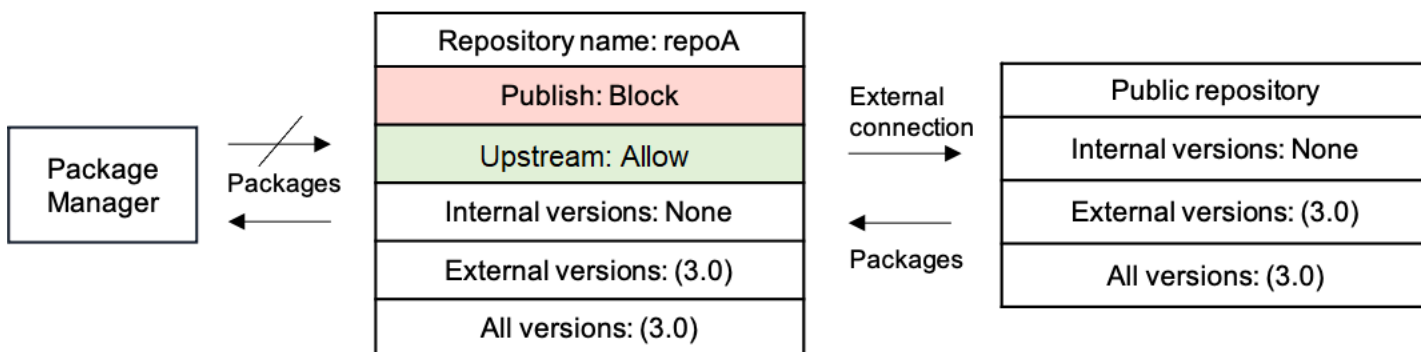 Package
Manager
Packages
Repository name: repoA
Publish: Block
Upstream: Allow
Internal versions: None
External versions: (3.0)
All versions: (3.0)
External
connection
Packages
Public repository
Internal versions: None
External versions: (3.0)
All versions: (3.0)